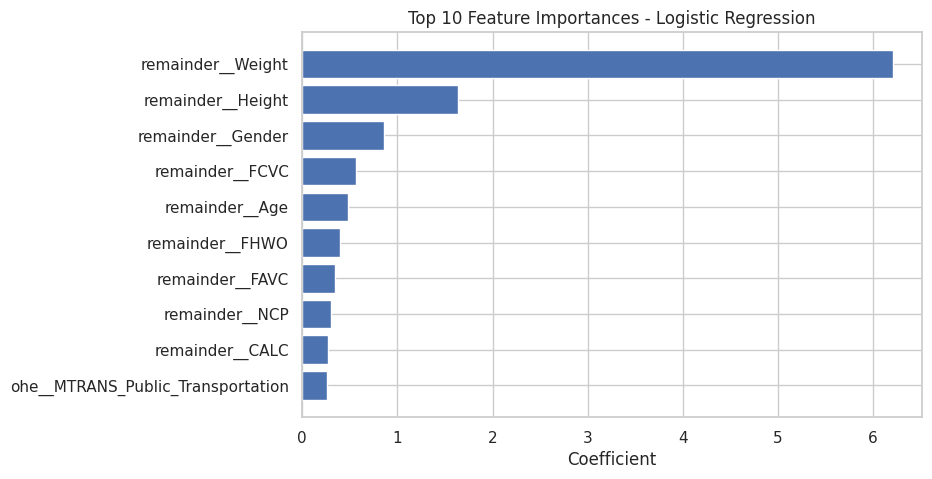 Top 10 Feature Importances - Logistic Regression
remainder__Weight
remainder__Height
remainder__Gender
remainder__FCVC
remainder__Age
remainder__FHWO
remainder__FAVC
remainder__NCP
remainder__CALC
ohe__MTRANS_Public_Transportation
0 1 2 3 4 5 6
Coefficient